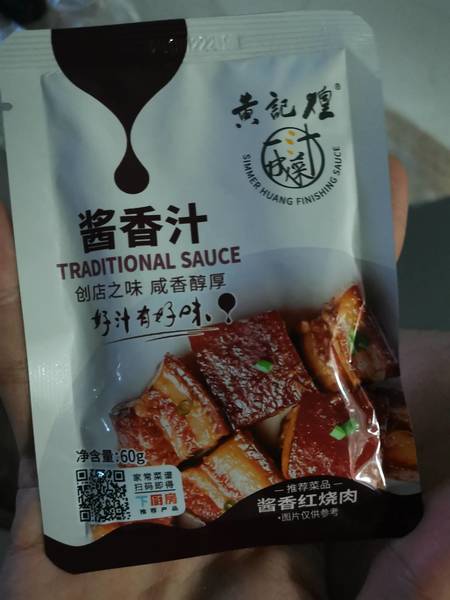 黄記煌®
一汁成菜
SIMMER HUANG FINISHING SAUCE
酱香汁
TRADITIONAL SAUCE
创店之味 咸香醇厚
好汁有好味
净含量:60g
家常菜谱
扫码即得
下厨房
推荐产品
推荐菜品
酱香红烧肉
·图片仅供参考